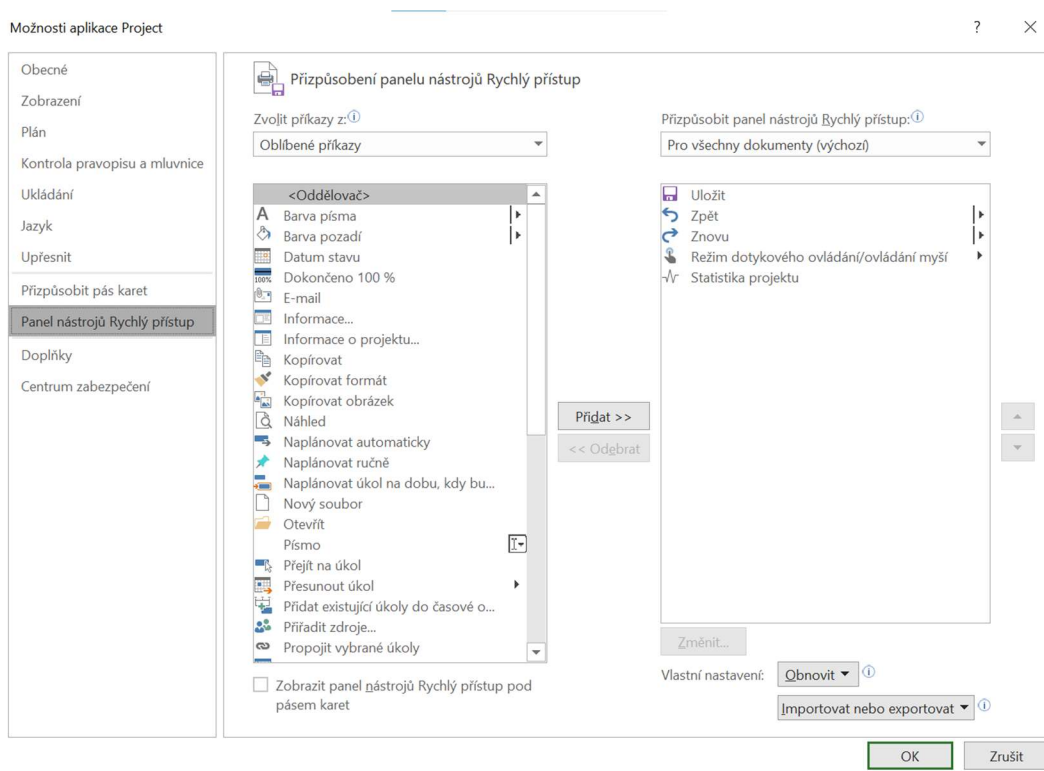 Možnosti aplikace Project
?
Obecné
Zobrazení
Plán
Kontrola pravopisu a mluvnice
Ukládání
Jazyk
Upřesnit
Přizpůsobit pás karet
Panel nástrojů Rychlý přístup
Doplňky
Centrum zabezpečení
Přizpůsobení panelu nástrojů Rychlý přístup
Zvolit příkazy z:
Oblíbené příkazy
<Oddělovač>
Barva písma
Barva pozadí
Datum stavu
100% Dokončeno 100 %
E-mail
Informace...
Informace o projektu...
Kopírovat
Kopírovat formát
Kopírovat obrázek
Náhled
Naplánovat automaticky
Naplánovat ručně
Naplánovat úkol na dobu, kdy bu...
Nový soubor
Otevřít
Písmo
Přejít na úkol
Přesunout úkol
Přidat existující úkoly do časové o...
Přiřadit zdroje...
Propojit vybrané úkoly
Zobrazit panel nástrojů Rychlý přístup pod
pásem karet
Přidat >>
<< Odebrat
Přizpůsobit panel nástrojů Rychlý přístup:
Pro všechny dokumenty (výchozí)
Uložit
Zpět
Znovu
Režim dotykového ovládání/ovládání myší
Statistika projektu
Změnit...
Vlastní nastavení: Obnovit
Importovat nebo exportovat
OK
Zrušit